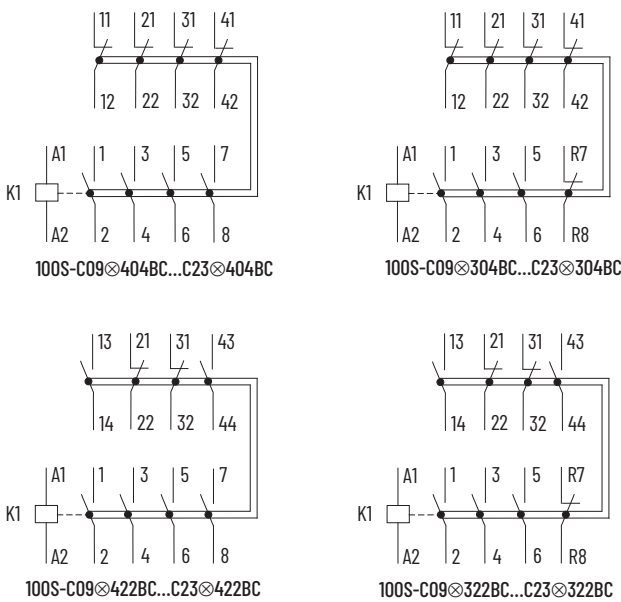 11 21 31 41
12 22 32 42
A1 1 3 5 7
K1
A2 2 4 6 8
100S-C09⊗404BC...C23⊗404BC
11 21 31 41
12 22 32 42
A1 1 3 5 R7
K1
A2 2 4 6 R8
100S-C09⊗304BC...C23⊗304BC
13 21 31 43
14 22 32 44
A1 1 3 5 7
K1
A2 2 4 6 8
100S-C09⊗422BC...C23⊗422BC
13 21 31 43
14 22 32 44
A1 1 3 5 R7
K1
A2 2 4 6 R8
100S-C09⊗322BC...C23⊗322BC